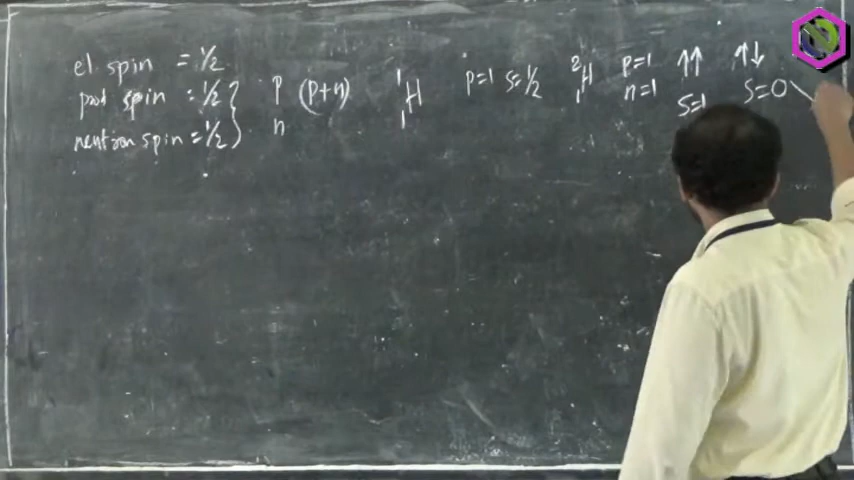 el. spin = 1/2
prot spin = 1/2 } p (p+n) ¹₁H p=1 s=1/2 ²₁H p=1 n=1 ↑↑ s=1 ↑↓ s=0
neutron spin = 1/2 } n